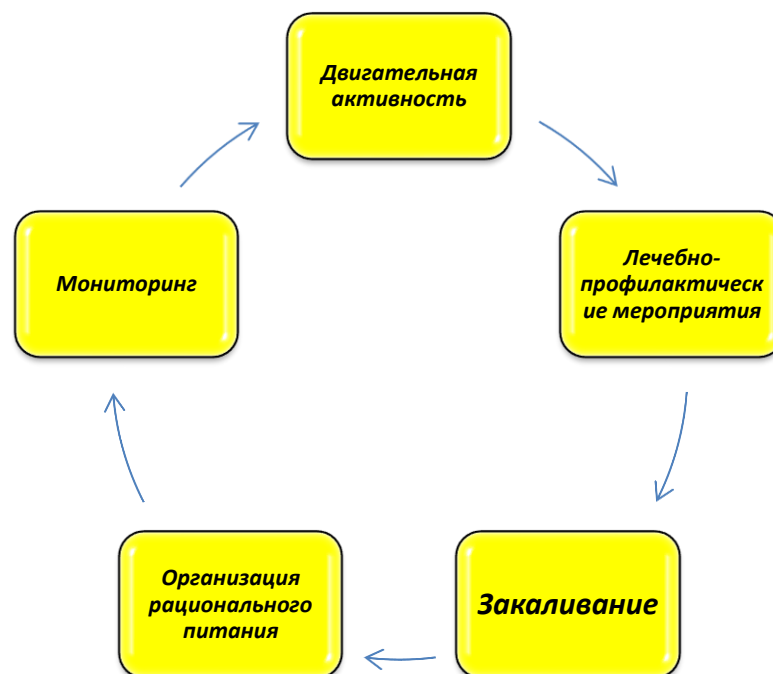 Двигательная
активность
Лечебно-
профилактическ
ие мероприятия
Закаливание
Организация
рационального
питания
Мониторинг